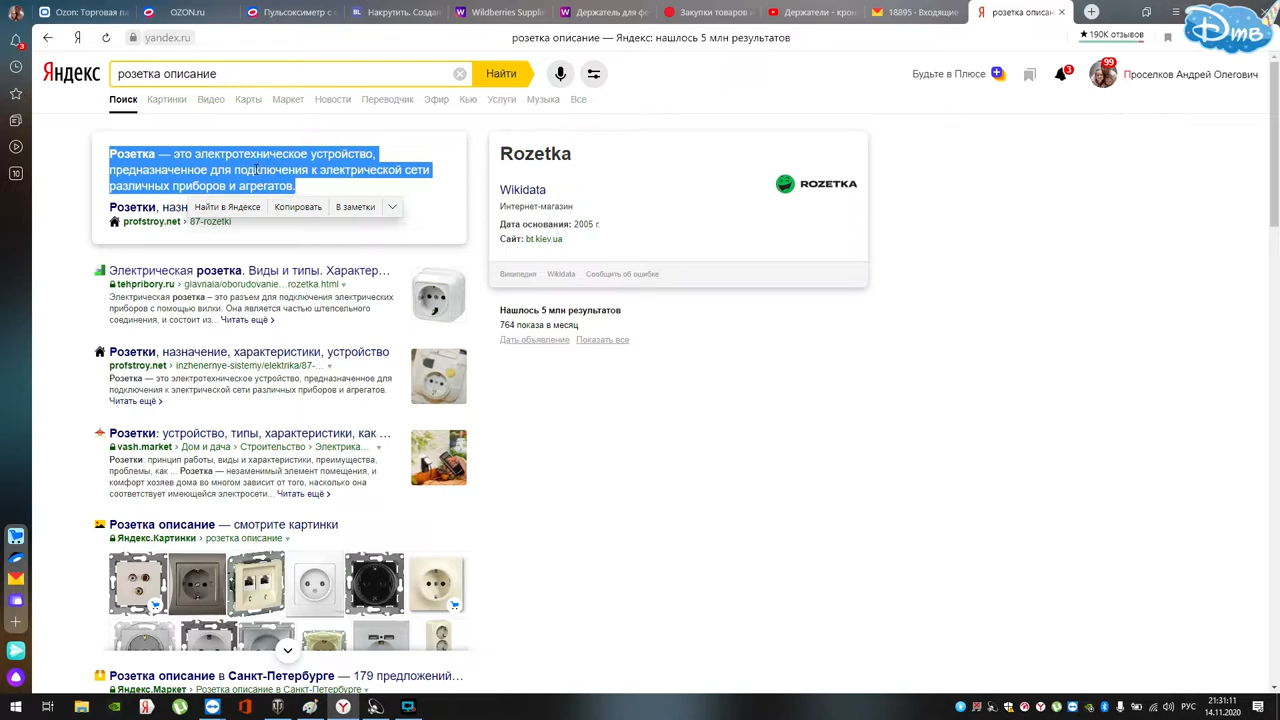 Яндекс Су
Набор канцел
Wildberries Supplie
Держатель для фо
Закупки товаров и
Держатели - крон
18895 · Входящие
розетка описан
yandex.ru
розетка описание — Яндекс: нашлось 5 млн результатов
★ 190K отзывов
Dmв
3
Яндекс
розетка описание
Найти
Будьте в Плюсе
3
99
Проселков Андрей Олегович
Поиск
Картинки
Видео
Карты
Маркет
Новости
Переводчик
Эфир
Кью
Услуги
Музыка
Все
10
Розетка — это электротехническое устройство,
предназначенное для подключения к электрической сети
различных приборов и агрегатов.
Розетки, назн
Найти в Яндексе
Копировать
В заметки
profstroy.net › 87-rozetki
Rozetka
ROZETKA
Wikidata
Интернет-магазин
Дата основания: 2005 г.
Сайт: bt.kiev.ua
Википедия
Wikidata
Сообщить об ошибке
Нашлось 5 млн результатов
764 показа в месяц
Дать объявление
Показать все
Электрическая розетка. Виды и типы. Характер…
tehpribory.ru › glavnaia/oborudovanie…rozetka.html
Электрическая розетка – это разъем для подключения электрических
приборов с помощью вилки. Она является частью штепсельного
соединения, и состоит из... Читать ещё ›
Розетки, назначение, характеристики, устройство
profstroy.net › inzhenernye-sistemy/elektrika/87-…
Розетка — это электротехническое устройство, предназначенное для
подключения к электрической сети различных приборов и агрегатов.
Читать ещё ›
Розетки: устройство, типы, характеристики, как …
vash.market › Дом и дача › Строительство › Электрика…
Розетки: принцип работы, виды и характеристики, преимущества,
проблемы, как ... Розетка — незаменимый элемент помещения, и
комфорт хозяев дома во многом зависит от того, насколько она
соответствует имеющейся электросети... Читать ещё ›
Розетка описание — смотрите картинки
Яндекс.Картинки › розетка описание
Розетка описание в Санкт-Петербурге — 179 предложений…
Яндекс.Маркет › Розетка описание в Санкт-Петербурге
РУС
21:31:11
14.11.2020